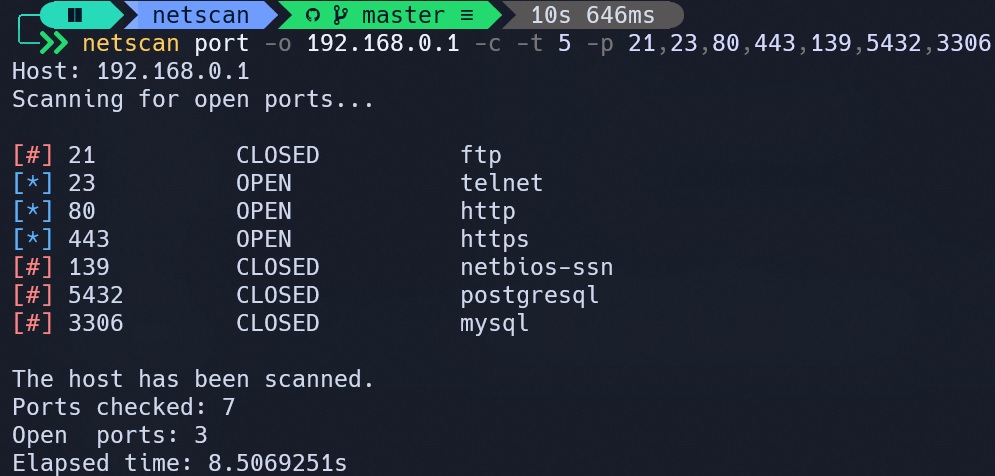 netscan master ≡ 10s 646ms
netscan port -o 192.168.0.1 -c -t 5 -p 21,23,80,443,139,5432,3306
Host: 192.168.0.1
Scanning for open ports...
[#] 21 CLOSED ftp
[*] 23 OPEN telnet
[*] 80 OPEN http
[*] 443 OPEN https
[#] 139 CLOSED netbios-ssn
[#] 5432 CLOSED postgresql
[#] 3306 CLOSED mysql
The host has been scanned.
Ports checked: 7
Open  ports: 3
Elapsed time: 8.5069251s